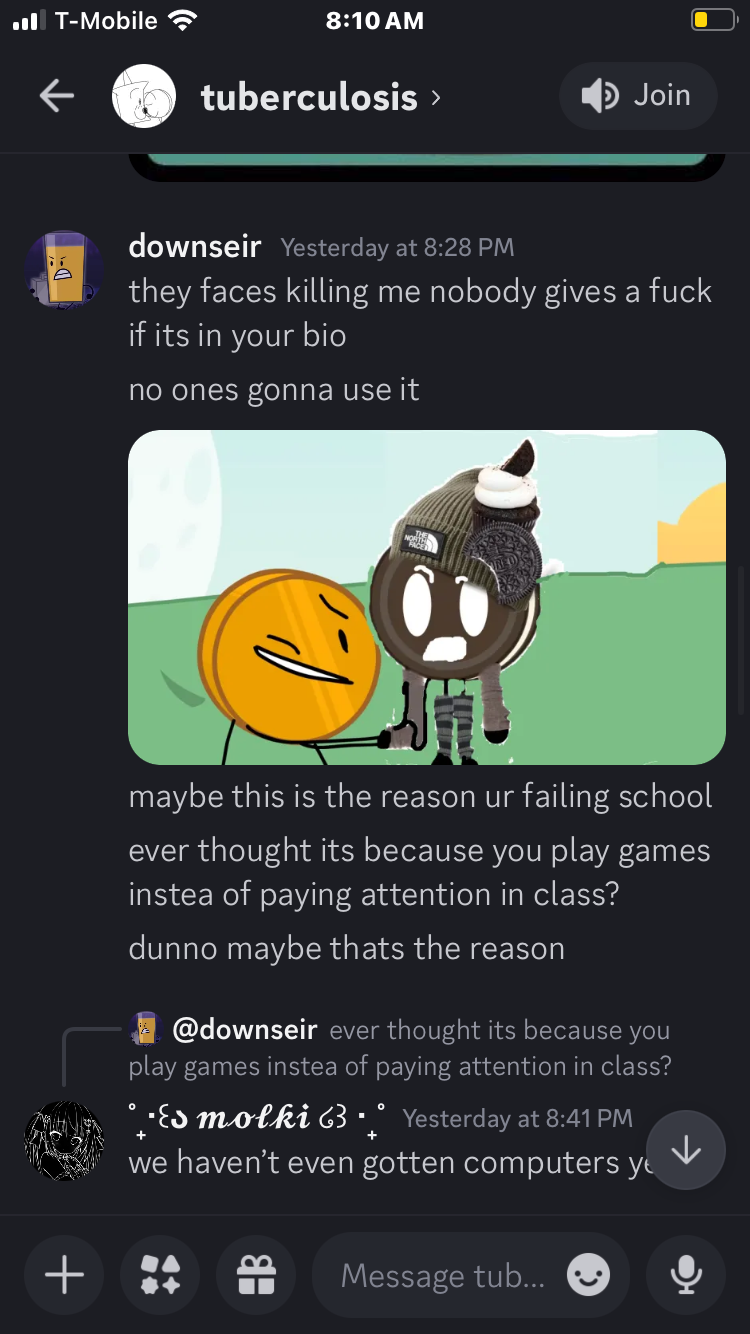 T-Mobile 8:10 AM
tuberculosis
Join
downseir Yesterday at 8:28 PM
they faces killing me nobody gives a fuck
if its in your bio
no ones gonna use it
THE
NORTH
FACE
maybe this is the reason ur failing school
ever thought its because you play games
instea of paying attention in class?
dunno maybe thats the reason
@downseir ever thought its because you
play games instea of paying attention in class?
molki Yesterday at 8:41 PM
we haven't even gotten computers
Message tub...